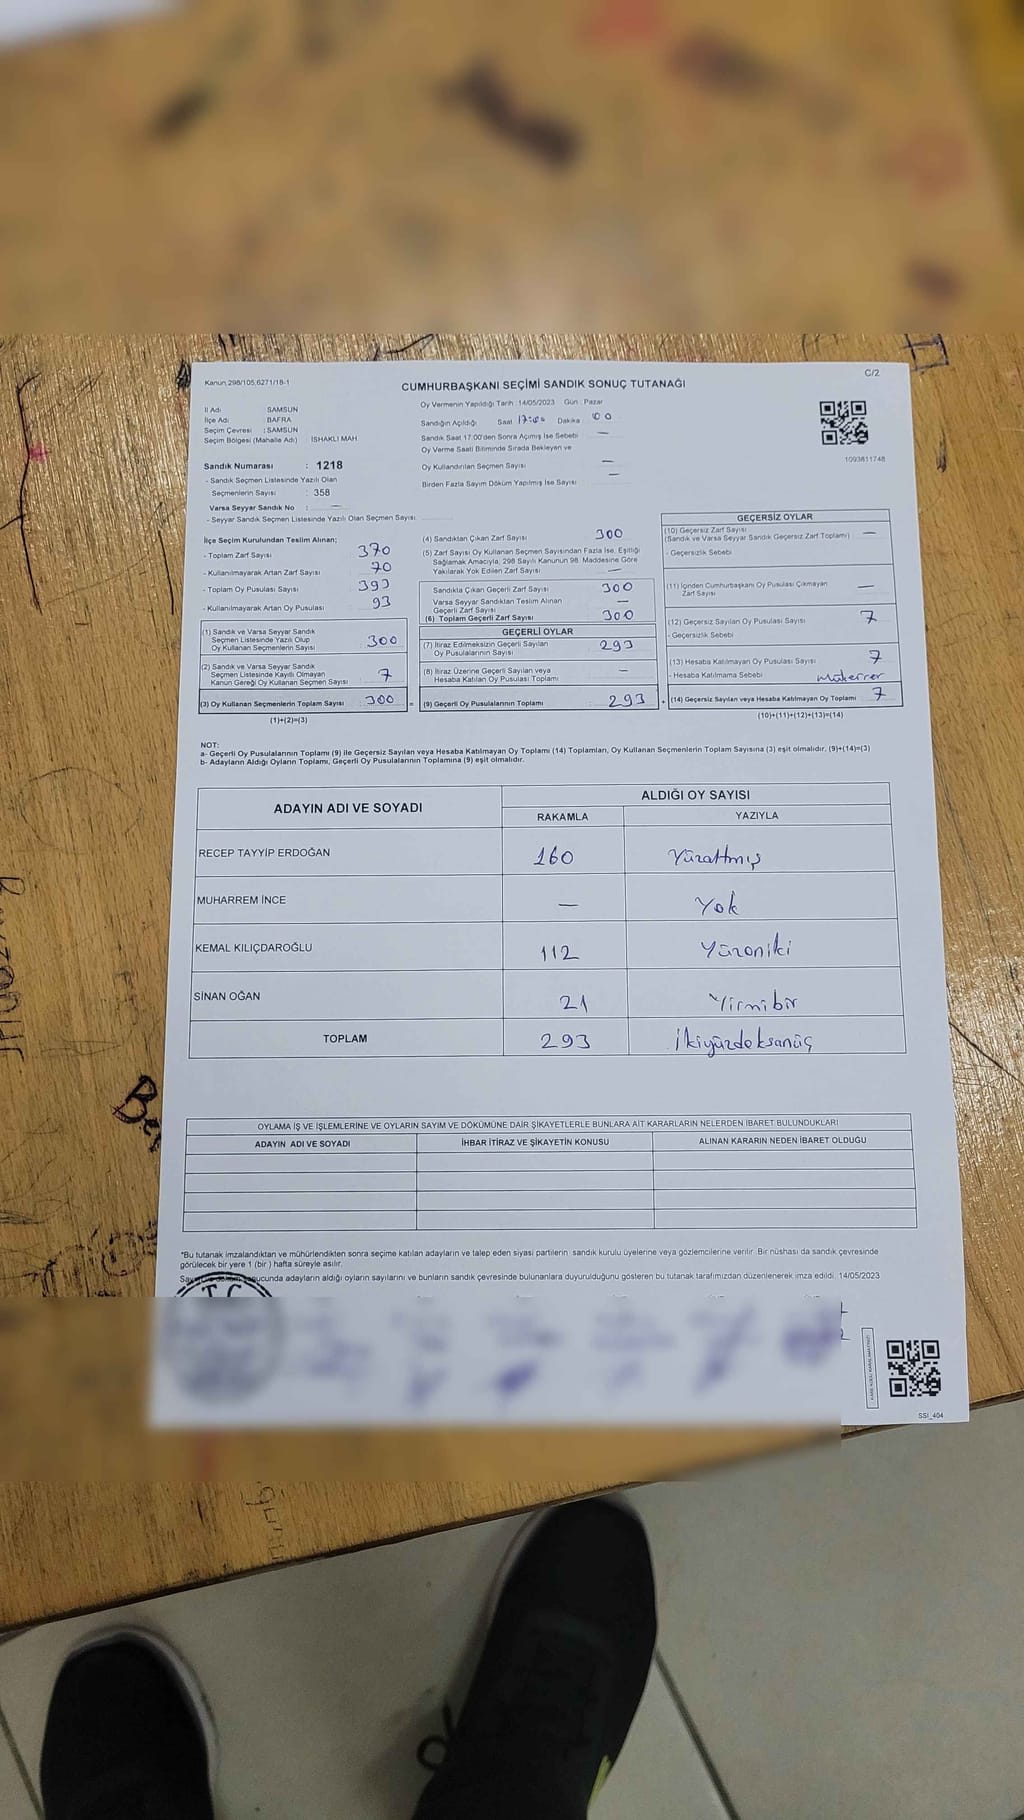 Kanun,298/105,6271/18-1
C/2
CUMHURBAŞKANI SEÇİMİ SANDIK SONUÇ TUTANAĞI
İl Adı : SAMSUN
İlçe Adı : BAFRA
Seçim Çevresi : SAMSUN
Seçim Bölgesi (Mahalle Adı) : İSHAKLI MAH.
Sandık Numarası : 1218
- Sandık Seçmen Listesinde Yazılı Olan
Seçmenlerin Sayısı : 358
Varsa Seyyar Sandık No : —
- Seyyar Sandık Seçmen Listesinde Yazılı Olan Seçmen Sayısı:
Oy Vermenin Yapıldığı Tarih :14/05/2023 Gün : Pazar
Sandığın Açıldığı Saat 17:00 Dakika : 00
Sandık Saat 17:00'den Sonra Açımış İse Sebebi —
Oy Verme Saati Bitiminde Sırada Bekleyen ve
Oy Kullandırılan Seçmen Sayısı —
Birden Fazla Sayım Döküm Yapılmış İse Sayısı —
1093811748
İlçe Seçim Kurulundan Teslim Alınan;
- Toplam Zarf Sayısı : 370
- Kullanılmayarak Artan Zarf Sayısı : 70
- Toplam Oy Pusulası Sayısı : 393
- Kullanılmayarak Artan Oy Pusulası : 93
(1) Sandık ve Varsa Seyyar Sandık
Seçmen Listesinde Yazılı Olup
Oy Kullanan Seçmenlerin Sayısı : 300
(2) Sandık ve Varsa Seyyar Sandık
Seçmen Listesinde Kayıtlı Olmayan
Kanun Gereği Oy Kullanan Seçmen Sayısı : 7
(3) Oy Kullanan Seçmenlerin Toplam Sayısı : 300
(1)+(2)=(3)
(4) Sandıktan Çıkan Zarf Sayısı 300
(5) Zarf Sayısı Oy Kullanan Seçmen Sayısından Fazla İse, Eşitliği
Sağlamak Amacıyla, 298 Sayılı Kanunun 98. Maddesine Göre
Yakılarak Yok Edilen Zarf Sayısı —
Sandıkta Çıkan Geçerli Zarf Sayısı 300
Varsa Seyyar Sandıktan Teslim Alınan
Geçerli Zarf Sayısı —
(6) Toplam Geçerli Zarf Sayısı 300
GEÇERLİ OYLAR
(7) İtiraz Edilmeksizin Geçerli Sayılan
Oy Pusulalarının Sayısı : 293
(8) İtiraz Üzerine Geçerli Sayılan veya
Hesaba Katılan Oy Pusulası Toplamı —
= (9) Geçerli Oy Pusulalarının Toplamı : 293
GEÇERSİZ OYLAR
(10) Geçersiz Zarf Sayısı
(Sandık ve Varsa Seyyar Sandık Geçersiz Zarf Toplamı) —
- Geçersizlik Sebebi
(11) İçinden Cumhurbaşkanı Oy Pusulası Çıkmayan
Zarf Sayısı —
(12) Geçersiz Sayılan Oy Pusulası Sayısı 7
- Geçersizlik Sebebi
(13) Hesaba Katılmayan Oy Pusulası Sayısı 7
- Hesaba Katılmama Sebebi : Mükerrer
+ (14) Geçersiz Sayılan veya Hesaba Katılmayan Oy Toplamı 7
(10)+(11)+(12)+(13)=(14)
NOT:
a- Geçerli Oy Pusulalarının Toplamı (9) ile Geçersiz Sayılan veya Hesaba Katılmayan Oy Toplamı (14) Toplamları, Oy Kullanan Seçmenlerin Toplam Sayısına (3) eşit olmalıdır, (9)+(14)=(3)
b- Adayların Aldığı Oyların Toplamı, Geçerli Oy Pusulalarının Toplamına (9) eşit olmalıdır.
ADAYIN ADI VE SOYADI
ALDIĞI OY SAYISI
RAKAMLA YAZIYLA
RECEP TAYYİP ERDOĞAN 160 Yüzaltmış
MUHARREM İNCE — Yok
KEMAL KILIÇDAROĞLU 112 Yüzoniki
SİNAN OĞAN 21 Yirmibir
TOPLAM 293 İkiyüzdoksanüç
OYLAMA İŞ VE İŞLEMLERİNE VE OYLARIN SAYIM VE DÖKÜMÜNE DAİR ŞİKAYETLERLE BUNLARA AİT KARARLARIN NELERDEN İBARET BULUNDUKLARI
ADAYIN ADI VE SOYADI İHBAR İTİRAZ VE ŞİKAYETİN KONUSU ALINAN KARARIN NEDEN İBARET OLDUĞU
*Bu tutanak imzalandıktan ve mühürlendikten sonra seçime katılan adayların ve talep eden siyasi partilerin sandık kurulu üyelerine veya gözlemcilerine verilir. Bir nüshası da sandık çevresinde
görülecek bir yere 1 (bir ) hafta süreyle asılır.
sonucunda adayların aldığı oyların sayılarını ve bunların sandık çevresinde bulunanlara duyurulduğunu gösteren bu tutanak tarafımızdan düzenlenerek imza edildi. 14/05/2023
T.C
SSI_404